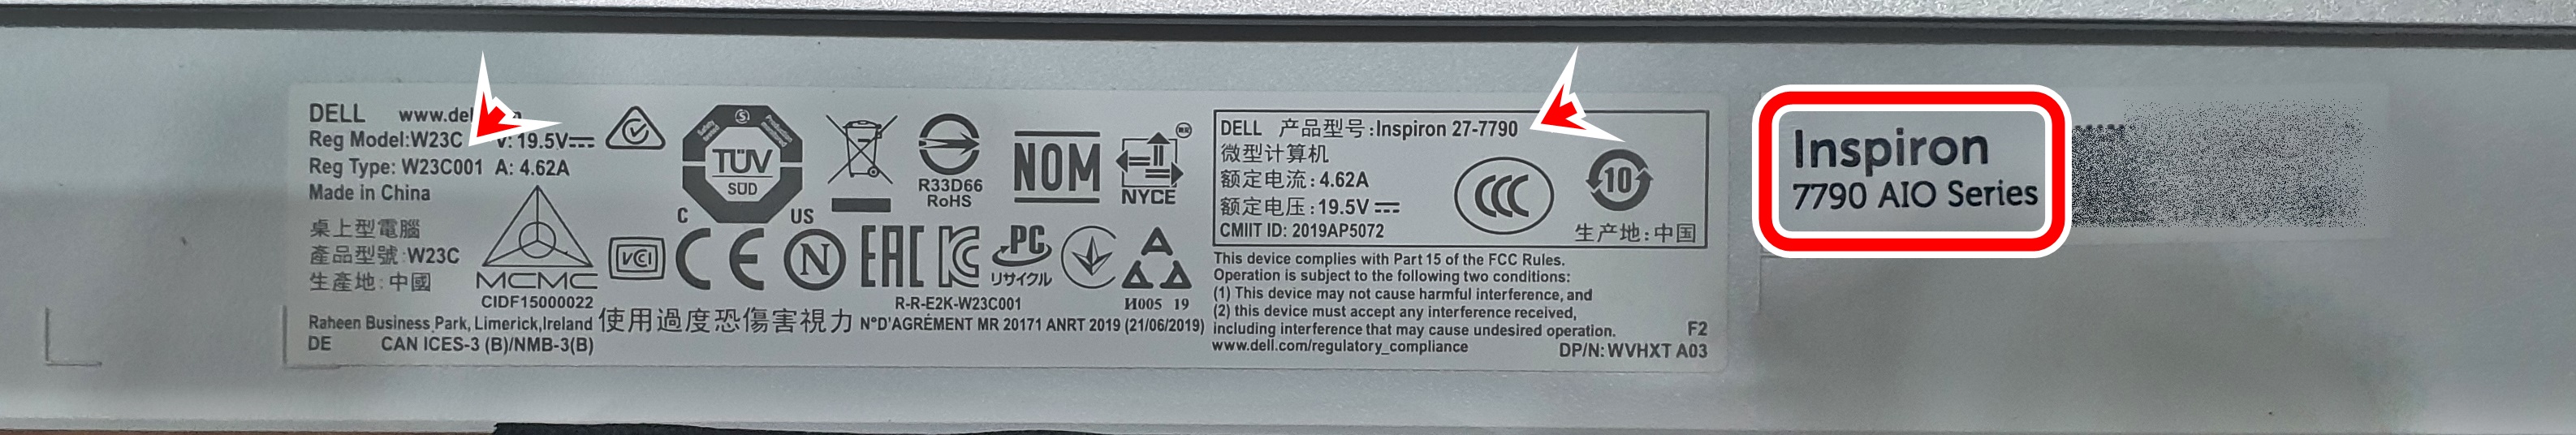 DELL
Reg Model:W23C V: 19.5V
Reg Type: W23C001 A: 4.62A
Made in China
桌上型電腦
產品型號:W23C
生產地:中國
MCMC
CIDF15000022
TÜV
SÜD
C US
R33D66
RoHS
NOM
NYCE
VCI
CE
N
EAC
PC
リサイクル
R-R-E2K-W23C001
И005 19
Raheen Business Park, Limerick,Ireland
使用過度恐傷害視力
N°D'AGRÉMENT MR 20171 ANRT 2019 (21/06/2019)
DE CAN ICES-3 (B)/NMB-3(B)
DELL 产品型号:Inspiron 27-7790
微型计算机
额定电流:4.62A
额定电压:19.5V
CMIIT ID: 2019AP5072
CCC
10
生产地:中国
This device complies with Part 15 of the FCC Rules.
Operation is subject to the following two conditions:
(1) This device may not cause harmful interference, and
(2) this device must accept any interference received,
including interference that may cause undesired operation.
www.dell.com/regulatory_compliance
F2
DP/N: WVHXT A03
Inspiron
7790 AIO Series